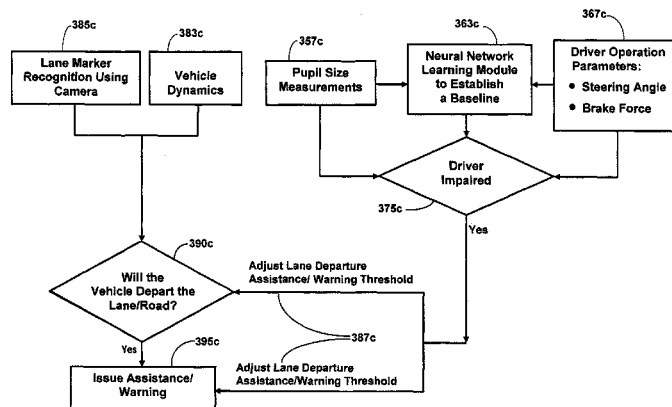 385c
383c
357c
363c
367c
Lane Marker
Recognition Using
Camera
Vehicle
Dynamics
Pupil Size
Measurements
Neural Network
Learning Module
to Establish
a Baseline
Driver Operation
Parameters:
• Steering Angle
• Brake Force
Driver
Impaired
375c
Yes
390c
Will the
Vehicle Depart the
Lane/Road?
Adjust Lane Departure
Assistance/ Warning Threshold
387c
Yes
395c
Issue Assistance/
Warning
Adjust Lane Departure
Assistance/Warning Threshold